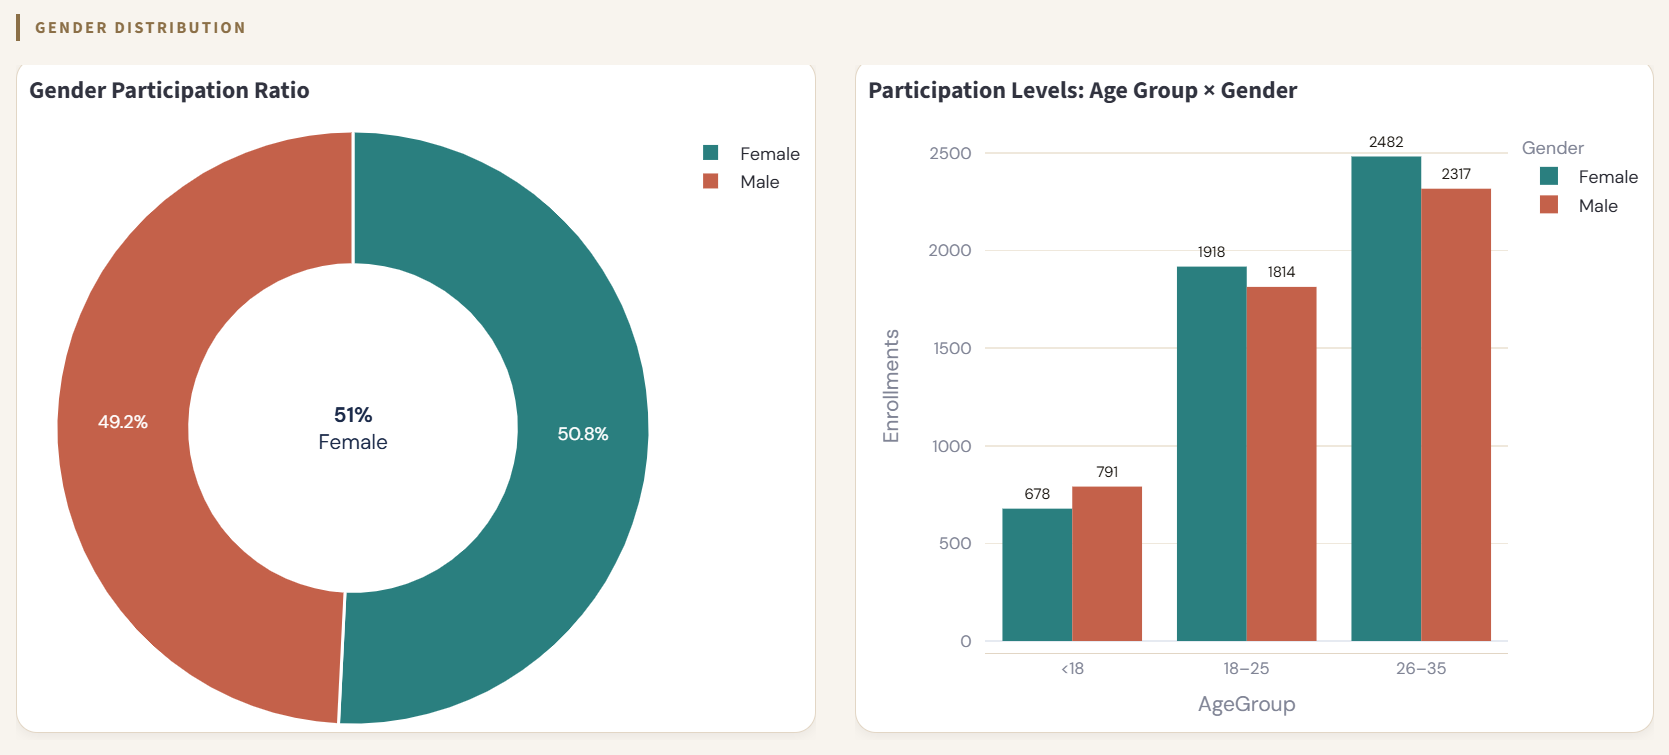 GENDER DISTRIBUTION
Gender Participation Ratio
Female
Male
49.2%
51%
Female
50.8%
Participation Levels: Age Group × Gender
Gender
Female
Male
Enrollments
2500
2000
1500
1000
500
0
678
791
1918
1814
2482
2317
<18
18–25
26–35
AgeGroup